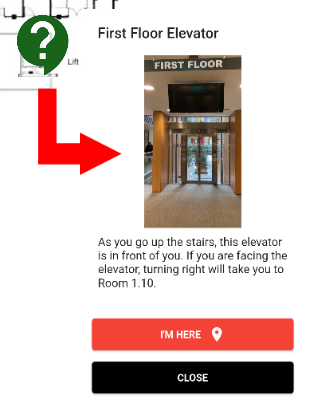 First Floor Elevator
?
Lift
FIRST FLOOR
As you go up the stairs, this elevator
is in front of you. If you are facing the
elevator, turning right will take you to
Room 1.10.
I'M HERE
CLOSE